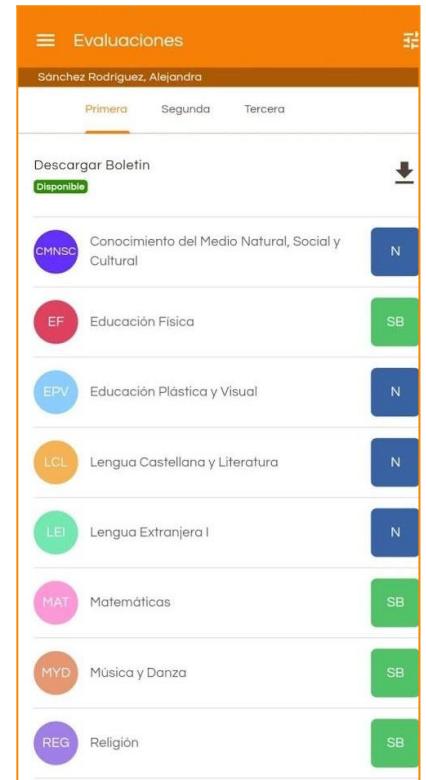 Evaluaciones
Sánchez Rodríguez, Alejandra
Primera Segunda Tercera
Descargar Boletin
Disponible
CMNSC Conocimiento del Medio Natural, Social y N
Cultural
EF Educación Física SB
EPV Educación Plástica y Visual N
LCL Lengua Castellana y Literatura N
LEI Lengua Extranjera I N
MAT Matemáticas SB
MYD Música y Danza SB
REG Religión SB